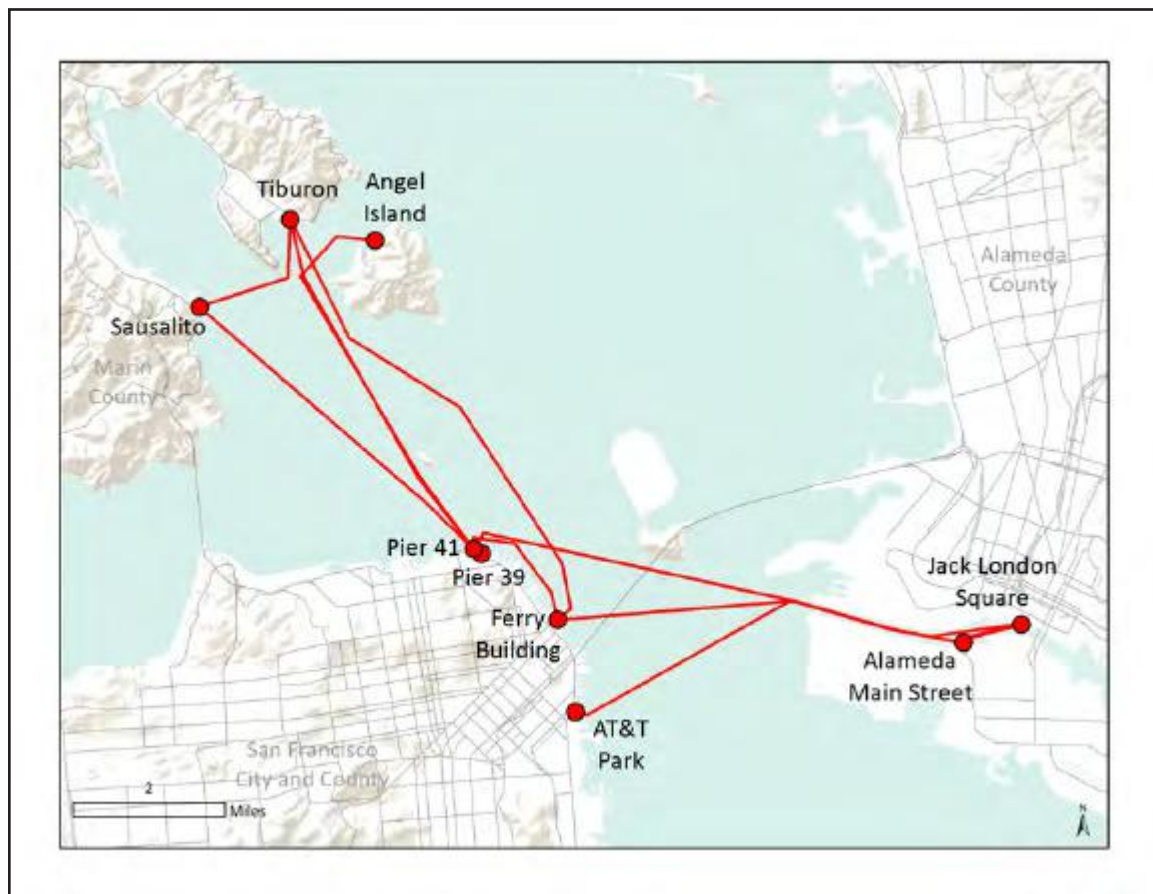 Tiburon
Angel
Island
Alameda
County
Sausalito
Marin
County
Pier 41
Pier 39
Ferry
Building
Jack London
Square
Alameda
Main Street
AT&T
Park
San Francisco
City and County
2
Miles
N